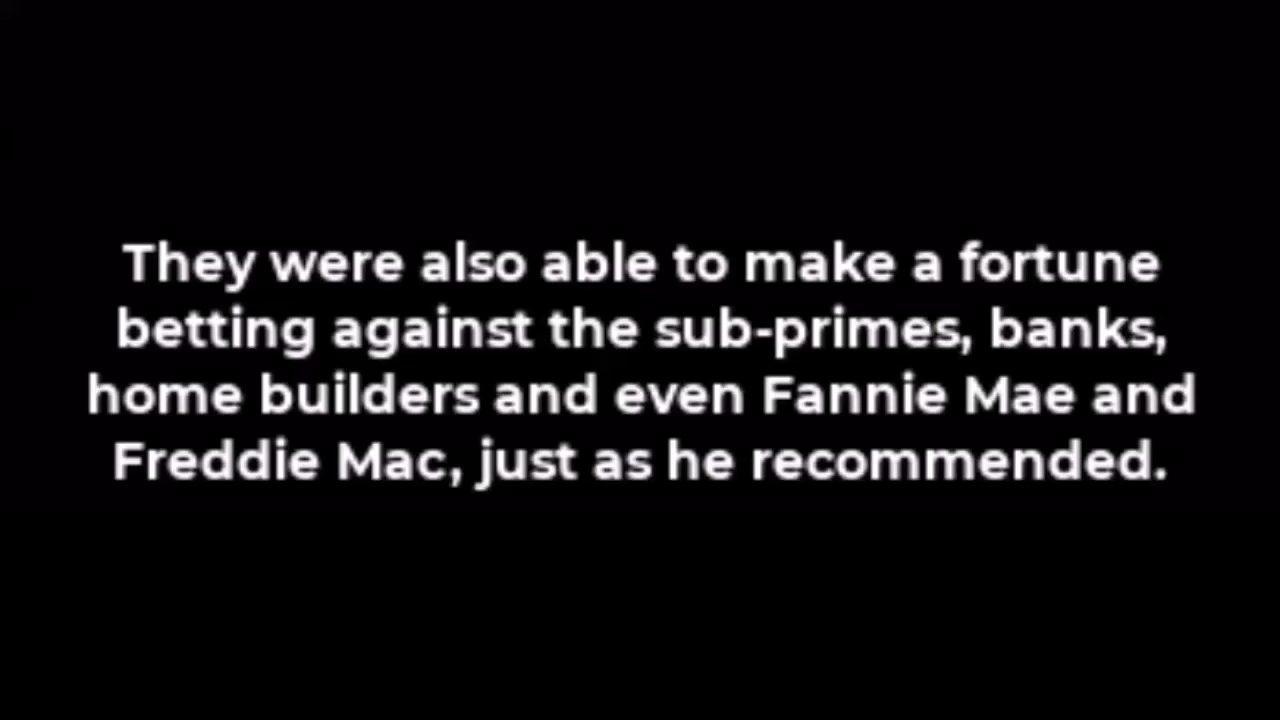 They were also able to make a fortune
betting against the sub-primes, banks,
home builders and even Fannie Mae and
Freddie Mac, just as he recommended.